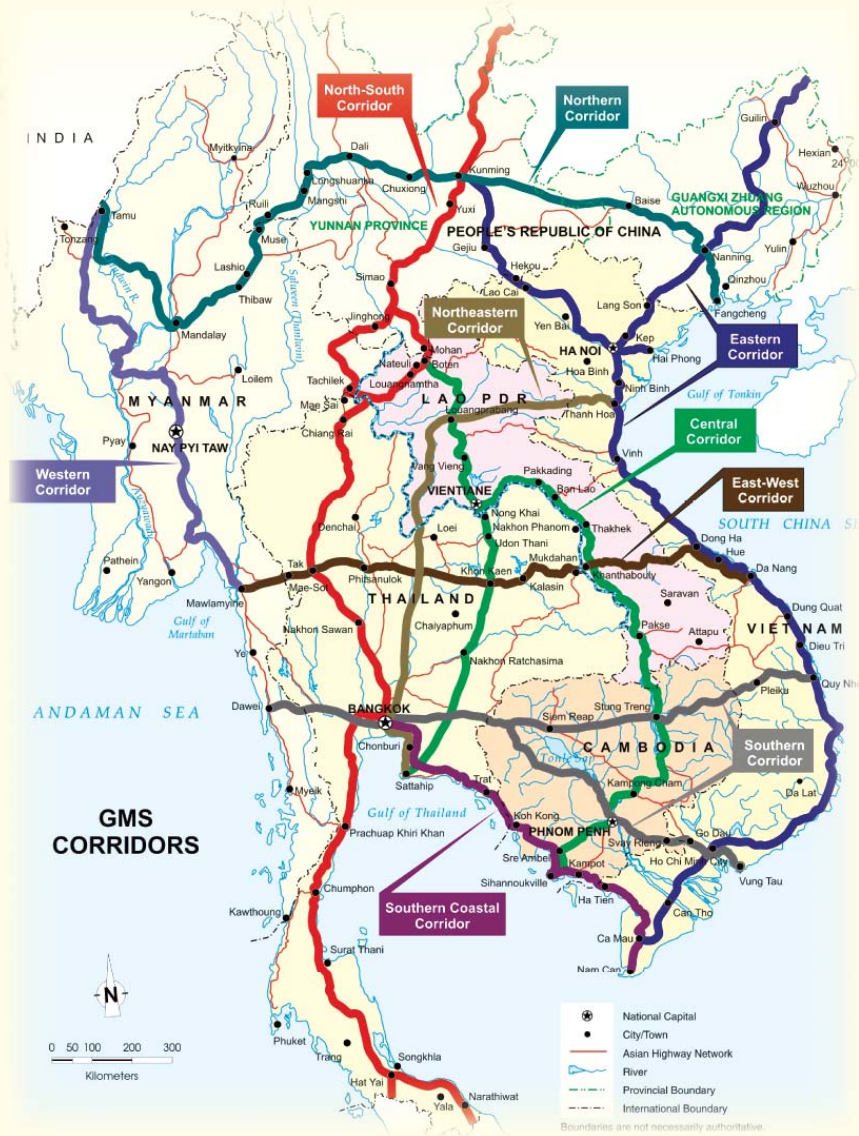 North-South
Corridor
Northern
Corridor
Guilin
INDIA
Myitkyina
Dali
Hexian
Longshuanku
Chuxiong
Kunming
Wuzhou
Tamu
Ruili
Mangshi
Yuxi
Baise
GUANGXI ZHUANG
AUTONOMOUS REGION
Tonzang
Muse
YUNNAN PROVINCE
PEOPLE'S REPUBLIC OF CHINA
Gejiu
Nanning
Yulin
Lashio
Simao
Hekou
Qinzhou
Thibaw
Lao Cai
Lang Son
Fangcheng
Mandalay
Jinghong
Northeastern
Corridor
Yen Bai
Kep
Eastern
Corridor
Mohan
HA NOI
Hai Phong
Nateuli
Boten
Hoa Binh
Loilem
Tachilek
Louangnamtha
Ninh Binh
Gulf of Tonkin
MYANMAR
Mae Sai
LAO PDR
Thanh Hoa
Louangprabang
Chiang Rai
Central
Corridor
Pyay
NAY PYI TAW
Vang Vieng
Vinh
Western
Corridor
Pakkading
VIENTIANE
Ban Lao
East-West
Corridor
Nong Khai
Denchai
Loei
Nakhon Phanom
Thakhek
SOUTH CHINA
Udon Thani
Dong Ha
Hue
Pathein
Yangon
Tak
Phitsanulok
Khon Kaen
Mukdahan
Khanthabouly
Da Nang
Mae-Sot
Kalasin
Mawlamyine
THAILAND
Saravan
Gulf of
Martaban
Chaiyaphum
Dung Quat
Nakhon Sawan
Pakse
Attapu
VIET NAM
Ye
Nakhon Ratchasima
Dieu Tri
Pleiku
Quy Nh
Dawei
BANGKOK
Stung Treng
ANDAMAN SEA
Siem Reap
Chonburi
CAMBODIA
Southern
Corridor
Tonle Sap
Sattahip
Trat
Kampong Cham
Da Lat
Myeik
Gulf of Thailand
GMS
CORRIDORS
Koh Kong
PHNOM PENH
Prachuap Khiri Khan
Svay Rieng
Go Dau
Sre Ambel
Kampot
Ho Chi Minh City
Sihannoukville
Vung Tau
Chumphon
Ha Tien
Southern Coastal
Corridor
Can Tho
Kawthoung
Ca Mau
Surat Thani
Nam Can
N
National Capital
City/Town
Phuket
Asian Highway Network
0 50 100 200 300
Trang
Songkhla
River
Kilometers
Hat Yai
Provincial Boundary
Yala
Narathiwat
International Boundary
Boundaries are not necessarily authoritative.